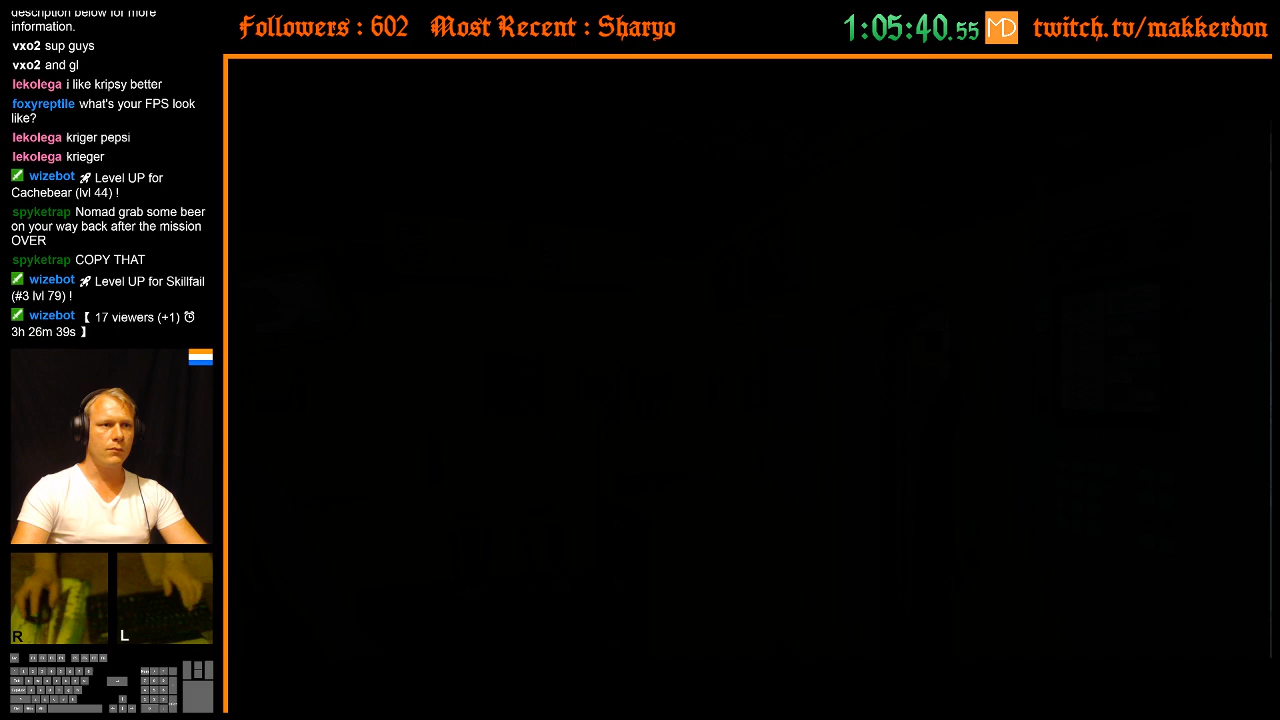 Followers : 602 Most Recent : Sharyo
1:05:40.55
MD
twitch.tv/makkerdon
description below for more
information.
vxo2 sup guys
vxo2 and gl
lekolega i like kripsy better
foxyreptile what's your FPS look
like?
lekolega kriger pepsi
lekolega krieger
wizebot Level UP for
Cachebear (lvl 44) !
spyketrap Nomad grab some beer
on your way back after the mission
OVER
spyketrap COPY THAT
wizebot Level UP for Skillfail
(#3 lvl 79) !
wizebot 【 17 viewers (+1)
3h 26m 39s 】
R
L